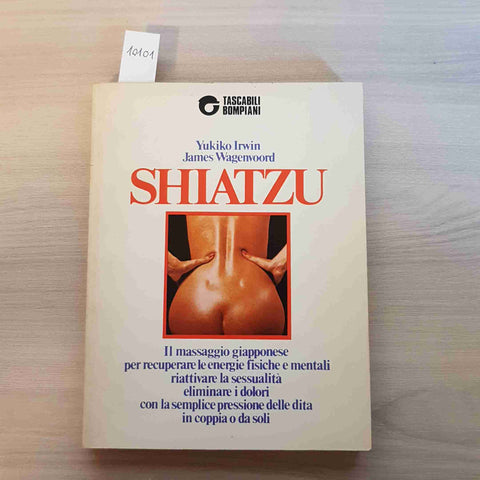 10101
TASCABILI
BOMPIANI
Yukiko Irwin
James Wagenvoord
SHIATZU
Il massaggio giapponese
per recuperare le energie fisiche e mentali
riattivare la sessualità
eliminare i dolori
con la semplice pressione delle dita
in coppia o da soli